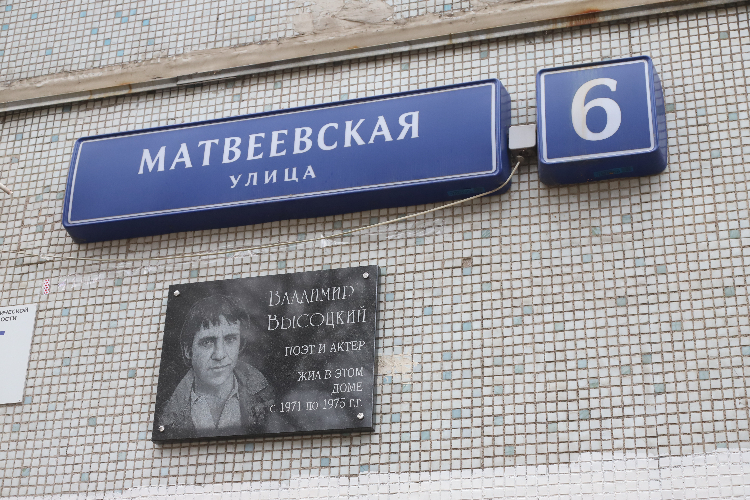 МАТВЕЕВСКАЯ
УЛИЦА
6
ВЛАДИМИР
ВЫСОЦКИЙ
ПОЭТ И АКТЕР
ЖИЛ В ЭТОМ
ДОМЕ
С 1971 ПО 1975 Г.Г.